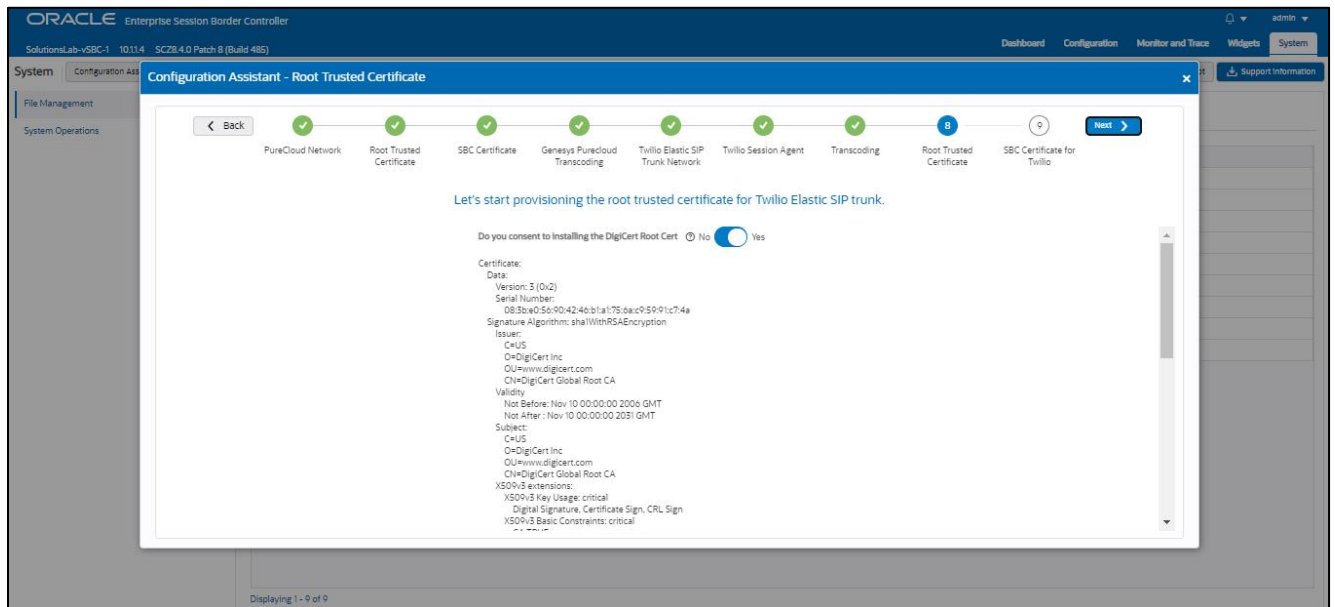 ORACLE Enterprise Session Border Controller
admin
SolutionsLab-vSBC-1 10.1.1.4 SCZ8.4.0 Patch 8 (Build 485)
Dashboard Configuration Monitor and Trace Widgets System
System Configuration Ass
Support Information
Configuration Assistant - Root Trusted Certificate
File Management
System Operations
Back
8 9
Next
PureCloud Network
Root Trusted
Certificate
SBC Certificate
Genesys Purecloud
Transcoding
Twilio Elastic SIP
Trunk Network
Twilio Session Agent
Transcoding
Root Trusted
Certificate
SBC Certificate for
Twilio
Let's start provisioning the root trusted certificate for Twilio Elastic SIP trunk.
Do you consent to installing the DigiCert Root Cert No Yes
Certificate:
Data:
Version: 3 (0x2)
Serial Number:
08:3b:e0:56:90:42:46:b1:a1:75:6a:c9:59:91:c7:4a
Signature Algorithm: sha1WithRSAEncryption
Issuer:
C=US
O=DigiCert Inc
OU=www.digicert.com
CN=DigiCert Global Root CA
Validity
Not Before: Nov 10 00:00:00 2006 GMT
Not After : Nov 10 00:00:00 2031 GMT
Subject:
C=US
O=DigiCert Inc
OU=www.digicert.com
CN=DigiCert Global Root CA
X509v3 extensions:
X509v3 Key Usage: critical
Digital Signature, Certificate Sign, CRL Sign
X509v3 Basic Constraints: critical
Displaying 1 - 9 of 9